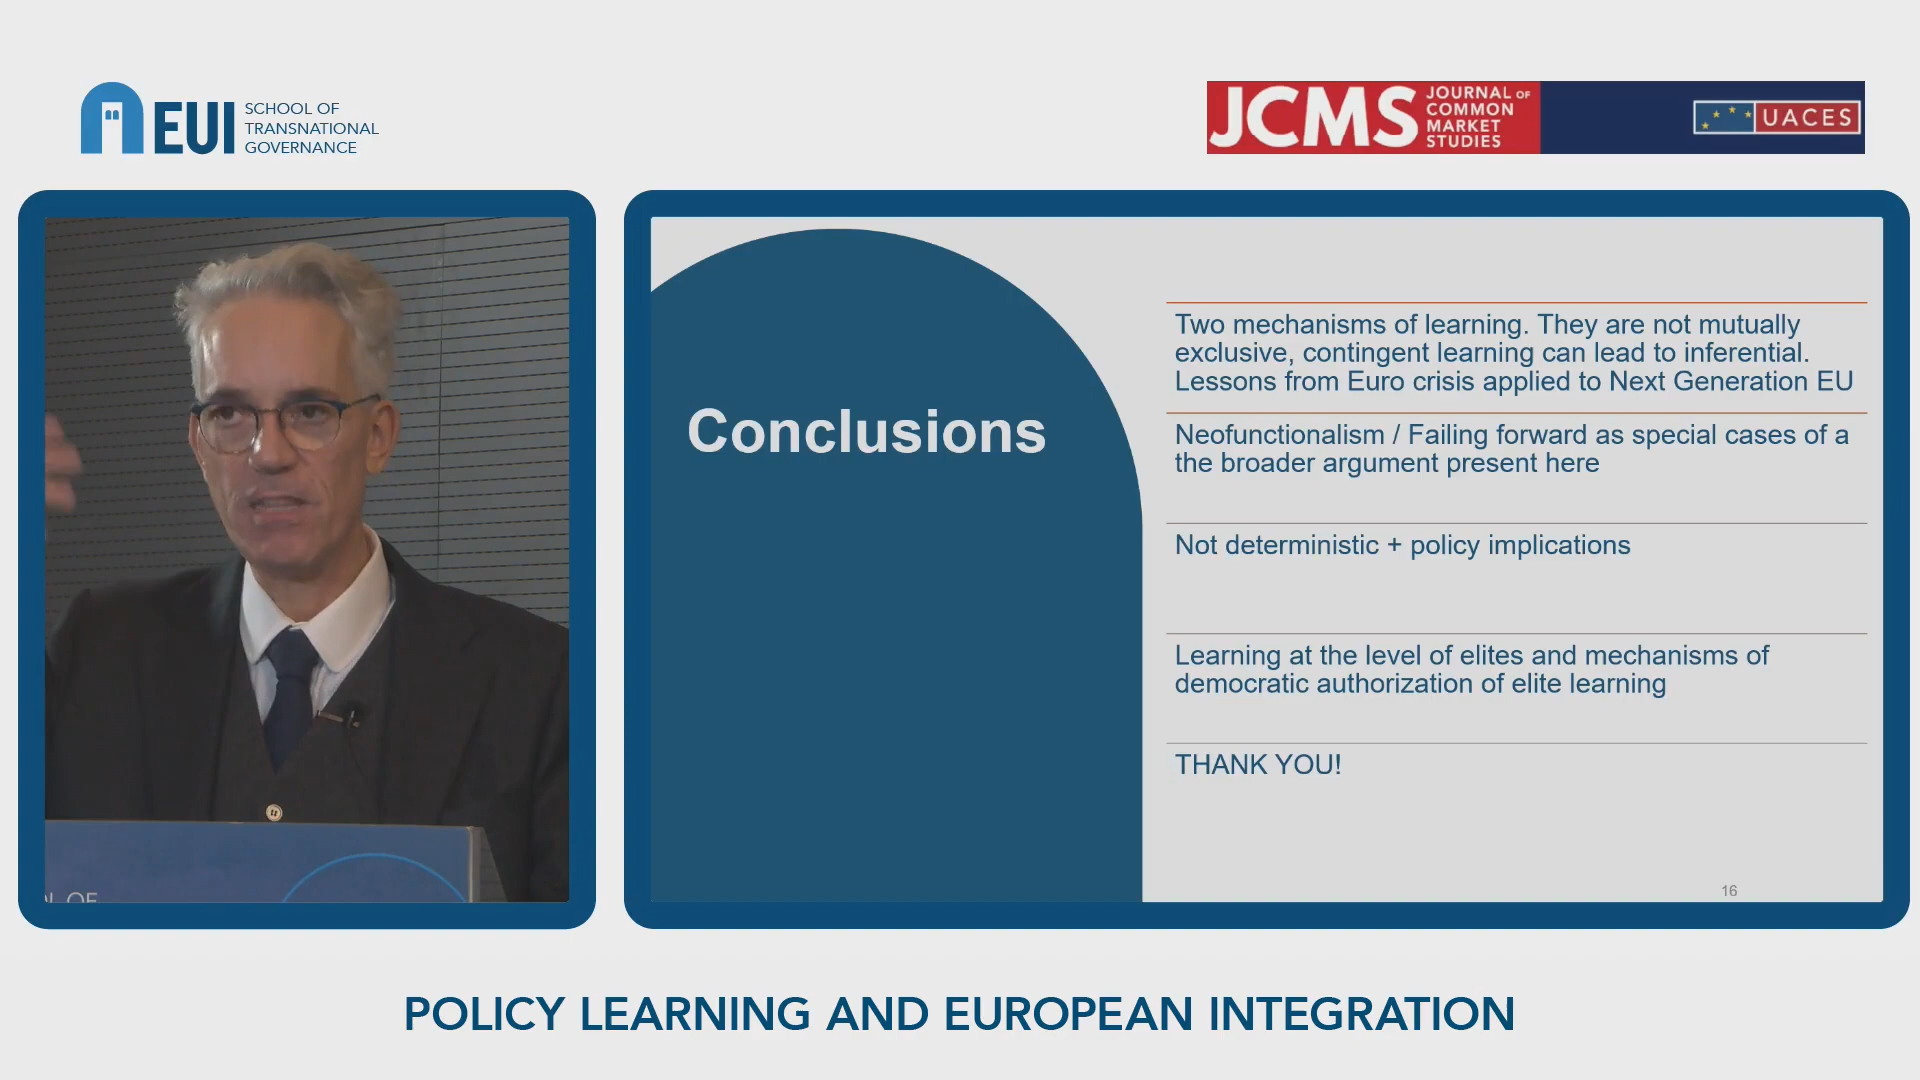 EUI
SCHOOL OF
TRANSNATIONAL
GOVERNANCE
JCMS
JOURNAL OF
COMMON
MARKET
STUDIES
UACES
Conclusions
Two mechanisms of learning. They are not mutually
exclusive, contingent learning can lead to inferential.
Lessons from Euro crisis applied to Next Generation EU
Neofunctionalism / Failing forward as special cases of a
the broader argument present here
Not deterministic + policy implications
Learning at the level of elites and mechanisms of
democratic authorization of elite learning
THANK YOU!
16
OF
POLICY LEARNING AND EUROPEAN INTEGRATION